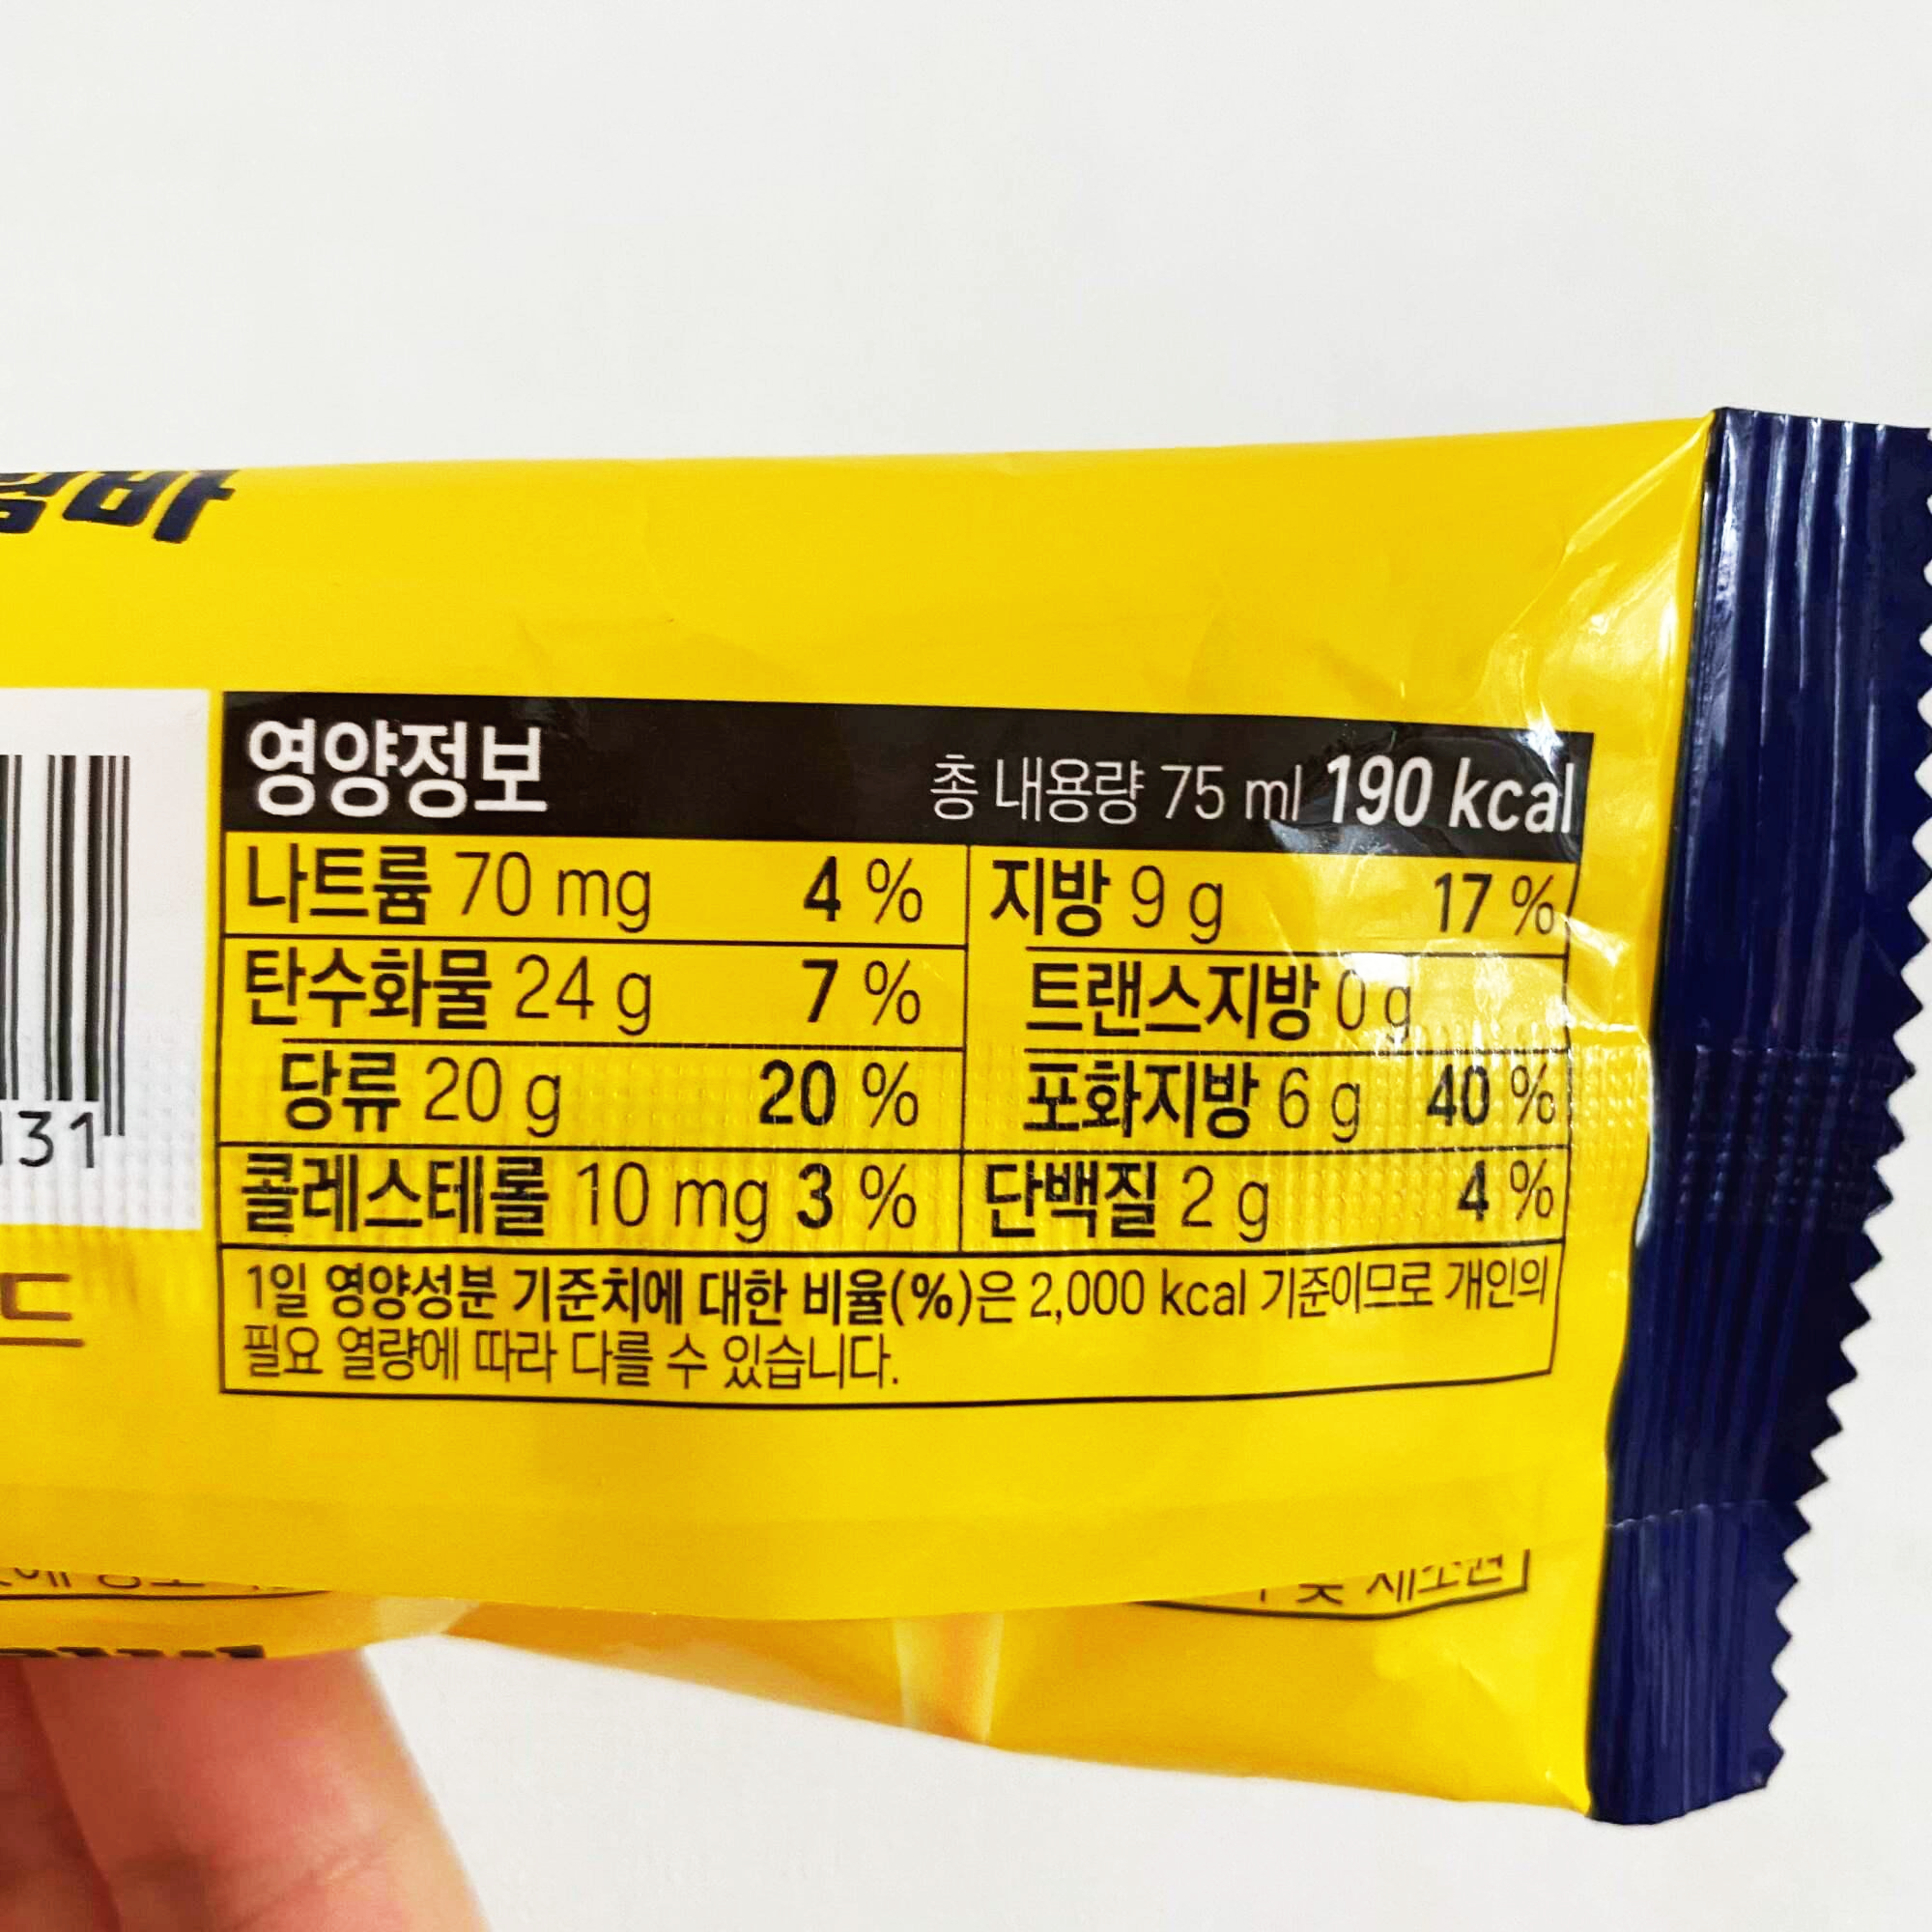 영양정보
총 내용량 75 ml 190 kcal
나트륨 70 mg 4 %
탄수화물 24 g 7 %
당류 20 g 20 %
콜레스테롤 10 mg 3 %
지방 9 g 17 %
트랜스지방 0 g
포화지방 6 g 40 %
단백질 2 g 4 %
1일 영양성분 기준치에 대한 비율(%)은 2,000 kcal 기준이므로 개인의
필요 열량에 따라 다를 수 있습니다.
131
드